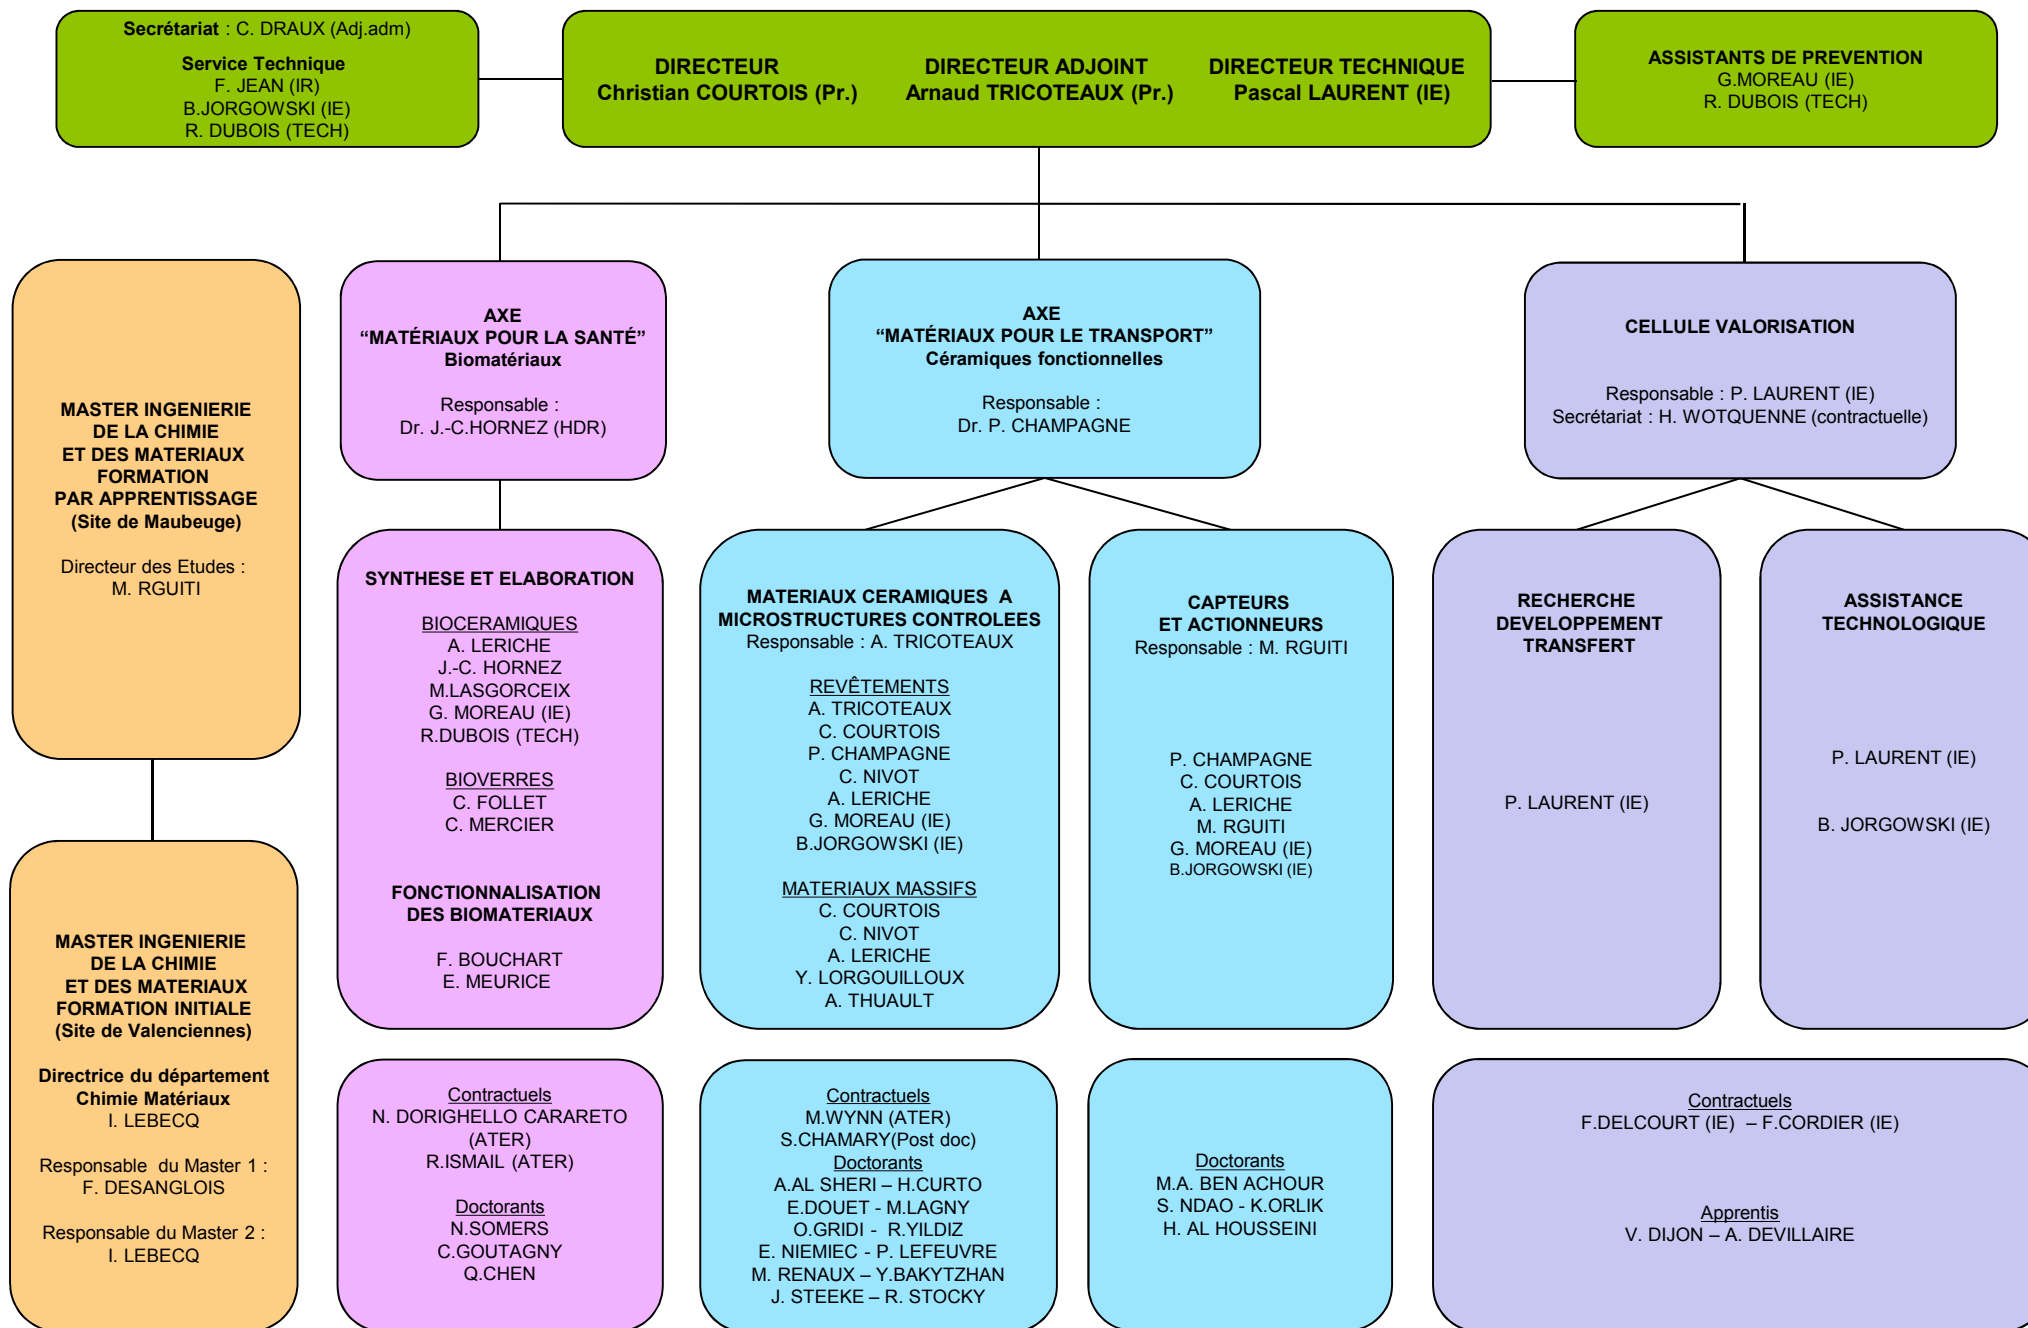 Secrétariat : C. DRAUX (Adj.adm)
Service Technique
F. JEAN (IR)
B.JORGOWSKI (IE)
R. DUBOIS (TECH)
DIRECTEUR
Christian COURTOIS (Pr.)
DIRECTEUR ADJOINT
Arnaud TRICOTEAUX (Pr.)
DIRECTEUR TECHNIQUE
Pascal LAURENT (IE)
ASSISTANTS DE PREVENTION
G.MOREAU (IE)
R. DUBOIS (TECH)
MASTER INGENIERIE
DE LA CHIMIE
ET DES MATERIAUX
FORMATION
PAR APPRENTISSAGE
(Site de Maubeuge)
Directeur des Etudes :
M. RGUITI
MASTER INGENIERIE
DE LA CHIMIE
ET DES MATERIAUX
FORMATION INITIALE
(Site de Valenciennes)
Directrice du département
Chimie Matériaux
I. LEBECQ
Responsable du Master 1 :
F. DESANGLOIS
Responsable du Master 2 :
I. LEBECQ
AXE
“MATÉRIAUX POUR LA SANTÉ”
Biomatériaux
Responsable :
Dr. J.-C.HORNEZ (HDR)
SYNTHESE ET ELABORATION
BIOCERAMIQUES
A. LERICHE
J.-C. HORNEZ
M.LASGORCEIX
G. MOREAU (IE)
R.DUBOIS (TECH)
BIOVERRES
C. FOLLET
C. MERCIER
FONCTIONNALISATION
DES BIOMATERIAUX
F. BOUCHART
E. MEURICE
Contractuels
N. DORIGHELLO CARARETO
(ATER)
R.ISMAIL (ATER)
Doctorants
N.SOMERS
C.GOUTAGNY
Q.CHEN
AXE
“MATÉRIAUX POUR LE TRANSPORT”
Céramiques fonctionnelles
Responsable :
Dr. P. CHAMPAGNE
MATERIAUX CERAMIQUES A
MICROSTRUCTURES CONTROLEES
Responsable : A. TRICOTEAUX
REVÊTEMENTS
A. TRICOTEAUX
C. COURTOIS
P. CHAMPAGNE
C. NIVOT
A. LERICHE
G. MOREAU (IE)
B.JORGOWSKI (IE)
MATERIAUX MASSIFS
C. COURTOIS
C. NIVOT
A. LERICHE
Y. LORGOUILLOUX
A. THUAULT
Contractuels
M.WYNN (ATER)
S.CHAMARY(Post doc)
Doctorants
A.AL SHERI – H.CURTO
E.DOUET - M.LAGNY
O.GRIDI - R.YILDIZ
E. NIEMIEC - P. LEFEUVRE
M. RENAUX – Y.BAKYTZHAN
J. STEEKE – R. STOCKY
CAPTEURS
ET ACTIONNEURS
Responsable : M. RGUITI
P. CHAMPAGNE
C. COURTOIS
A. LERICHE
M. RGUITI
G. MOREAU (IE)
B.JORGOWSKI (IE)
Doctorants
M.A. BEN ACHOUR
S. NDAO - K.ORLIK
H. AL HOUSSEINI
CELLULE VALORISATION
Responsable : P. LAURENT (IE)
Secrétariat : H. WOTQUENNE (contractuelle)
RECHERCHE
DEVELOPPEMENT
TRANSFERT
P. LAURENT (IE)
ASSISTANCE
TECHNOLOGIQUE
P. LAURENT (IE)
B. JORGOWSKI (IE)
Contractuels
F.DELCOURT (IE) – F.CORDIER (IE)
Apprentis
V. DIJON – A. DEVILLAIRE